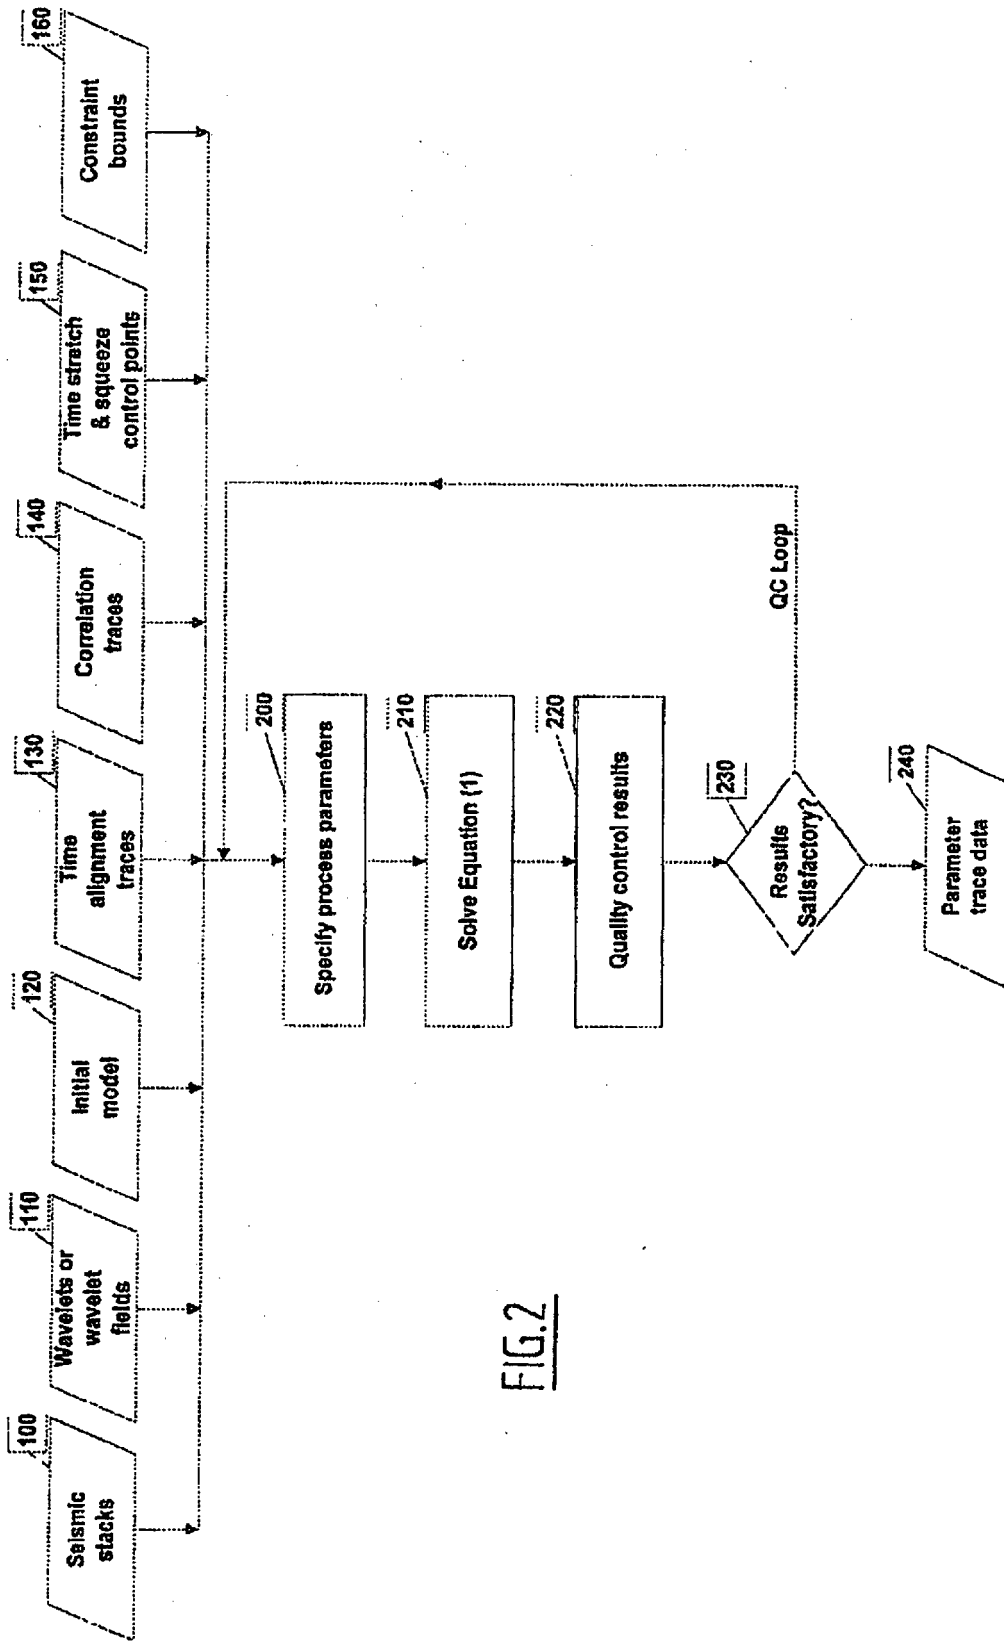 100
Seismic
stacks
110
Wavelets or
wavelet
fields
120
Initial
model
130
Time
alignment
traces
140
Correlation
traces
150
Time stretch
& squeeze
control points
160
Constraint
bounds
200
Specify process parameters
210
Solve Equation (1)
220
Quality control results
230
Results
Satisfactory?
QC Loop
240
Parameter
trace data
FIG.2